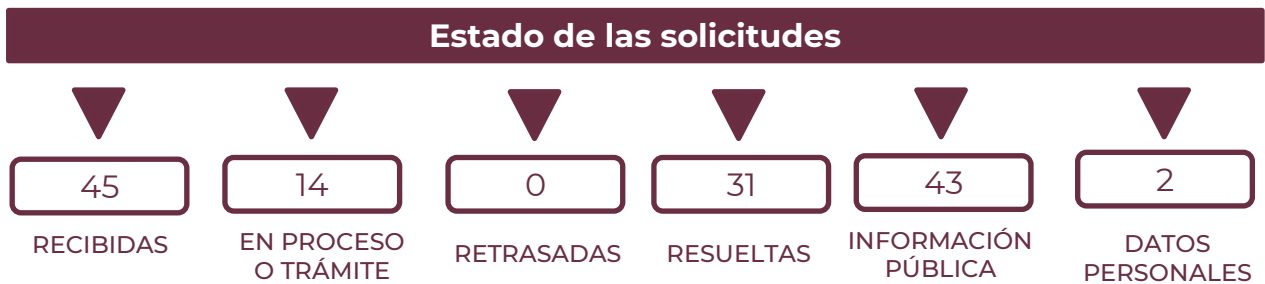 Estado de las solicitudes
45
14
0
31
43
2
RECIBIDAS
EN PROCESO
O TRÁMITE
RETRASADAS
RESUELTAS
INFORMACIÓN
PÚBLICA
DATOS
PERSONALES